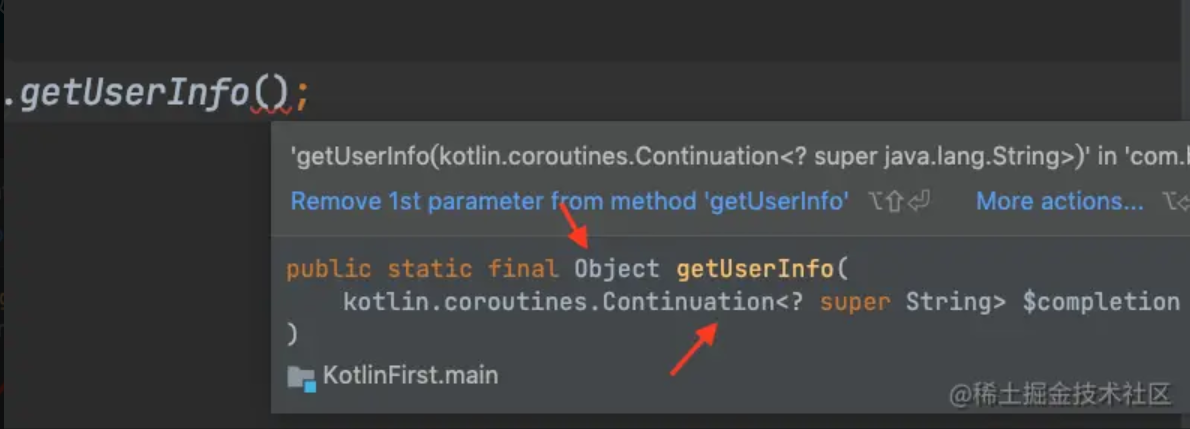 .getUserInfo();
'getUserInfo(kotlin.coroutines.Continuation<? super java.lang.String>)' in 'com.
Remove 1st parameter from method 'getUserInfo' ⌥⇧⏎ More actions... ⌥
public static final Object getUserInfo(
kotlin.coroutines.Continuation<? super String> $completion
)
KotlinFirst.main
@稀土掘金技术社区